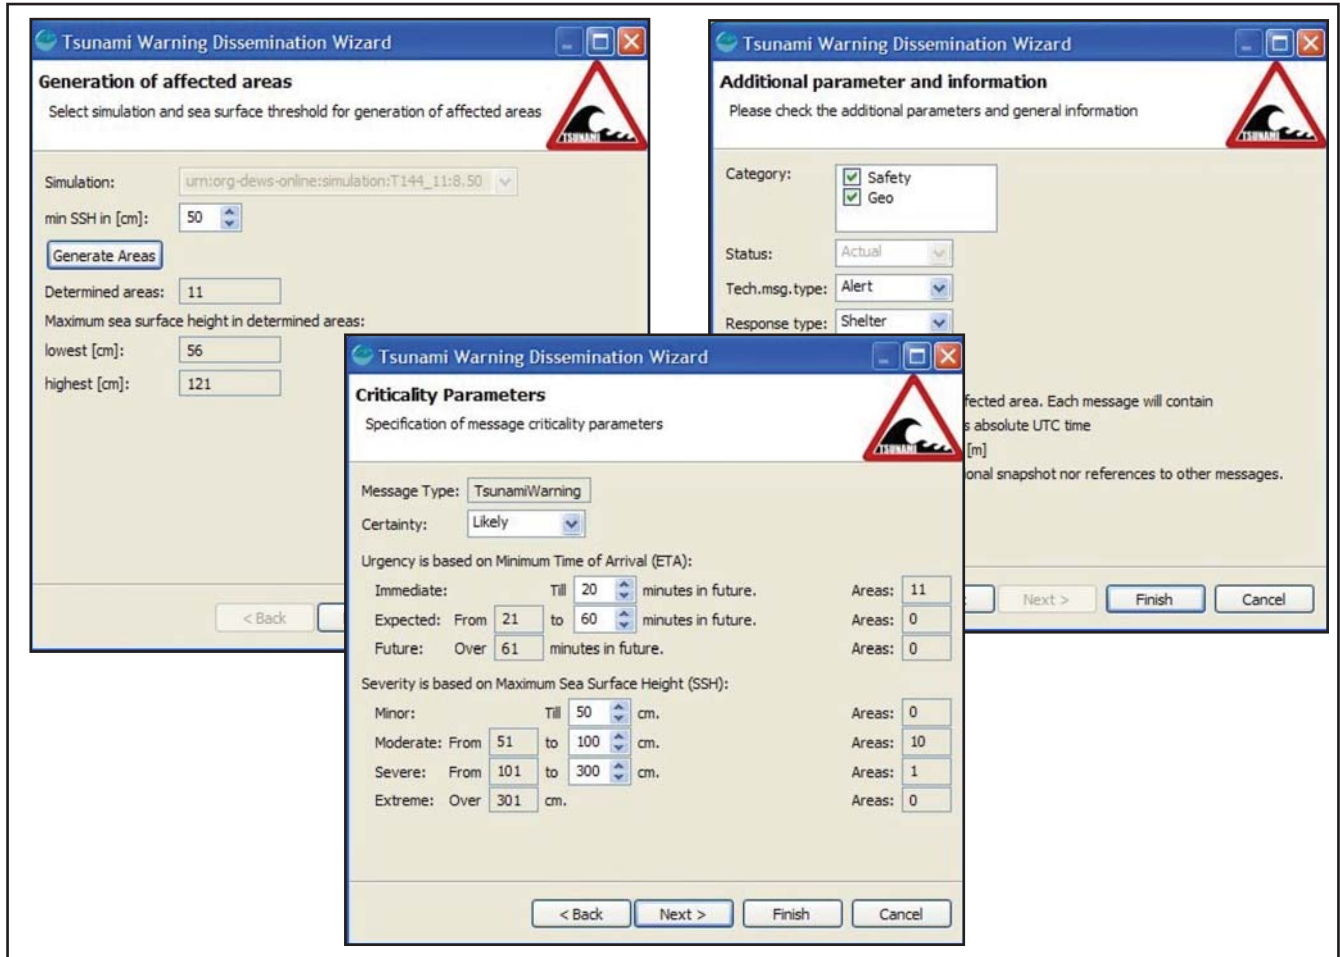 Tsunami Warning Dissemination Wizard
Generation of affected areas
Select simulation and sea surface threshold for generation of affected areas
TSUNAMI
Simulation: urn:org-dews-online:simulation:T144_11:8.50
min SSH in [cm]: 50
Generate Areas
Determined areas: 11
Maximum sea surface height in determined areas:
lowest [cm]: 56
highest [cm]: 121
< Back
Tsunami Warning Dissemination Wizard
Additional parameter and information
Please check the additional parameters and general information
TSUNAMI
Category: Safety
Geo
Status: Actual
Tech.msg.type: Alert
Response type: Shelter
fected area. Each message will contain
s absolute UTC time
[m]
ional snapshot nor references to other messages.
Next > Finish Cancel
Tsunami Warning Dissemination Wizard
Criticality Parameters
Specification of message criticality parameters
TSUNAMI
Message Type: TsunamiWarning
Certainty: Likely
Urgency is based on Minimum Time of Arrival (ETA):
Immediate: Till 20 minutes in future. Areas: 11
Expected: From 21 to 60 minutes in future. Areas: 0
Future: Over 61 minutes in future. Areas: 0
Severity is based on Maximum Sea Surface Height (SSH):
Minor: Till 50 cm. Areas: 0
Moderate: From 51 to 100 cm. Areas: 10
Severe: From 101 to 300 cm. Areas: 1
Extreme: Over 301 cm. Areas: 0
< Back Next > Finish Cancel